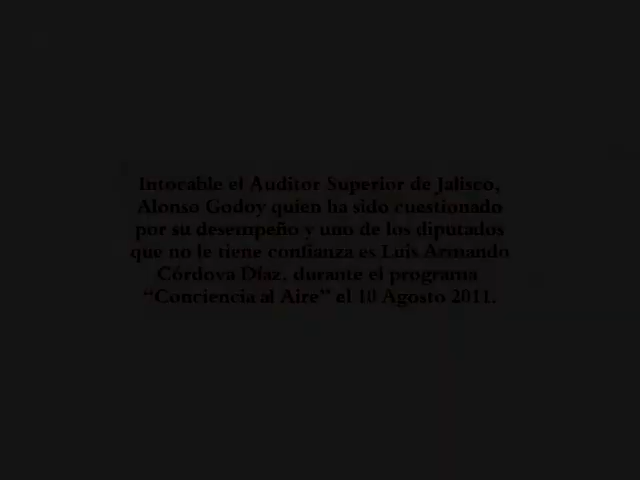 Intocable el Auditor Superior de Jalisco,
Alonso Godoy quien ha sido cuestionado
por su desempeño y uno de los diputados
que no le tiene confianza es Luis Armando
Córdova Díaz, durante el programa
“Conciencia al Aire” el 10 Agosto 2011.